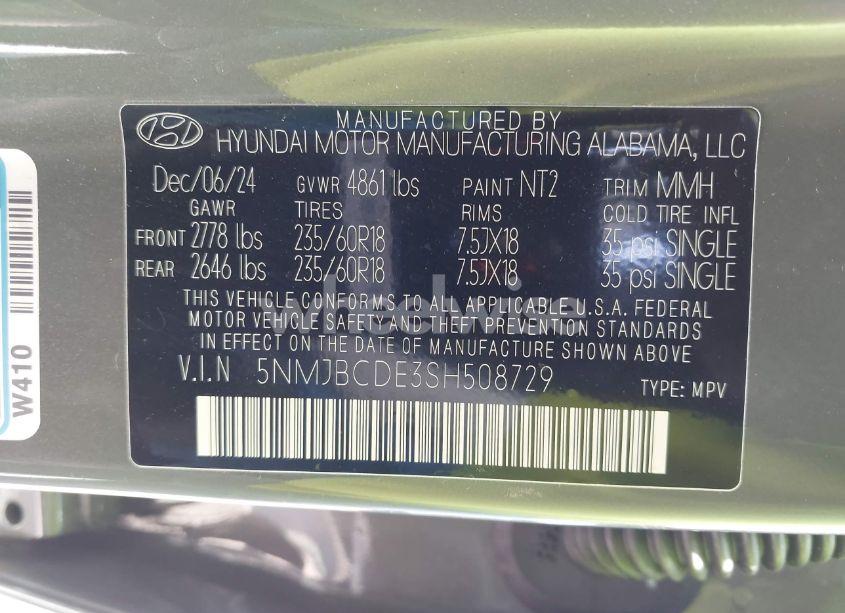 MANUFACTURED BY
HYUNDAI MOTOR MANUFACTURING ALABAMA, LLC
Dec/06/24 GVWR 4861 lbs PAINT NT2 TRIM MMH
GAWR TIRES RIMS COLD TIRE INFL
FRONT 2778 lbs 235/60R18 7.5JX18 35 psi SINGLE
REAR 2646 lbs 235/60R18 7.5JX18 35 psi SINGLE
THIS VEHICLE CONFORMS TO ALL APPLICABLE U.S.A. FEDERAL
MOTOR VEHICLE SAFETY AND THEFT PREVENTION STANDARDS
IN EFFECT ON THE DATE OF MANUFACTURE SHOWN ABOVE
V.I.N 5NMJBCDE3SH508729 TYPE: MPV
W410
wheelwise